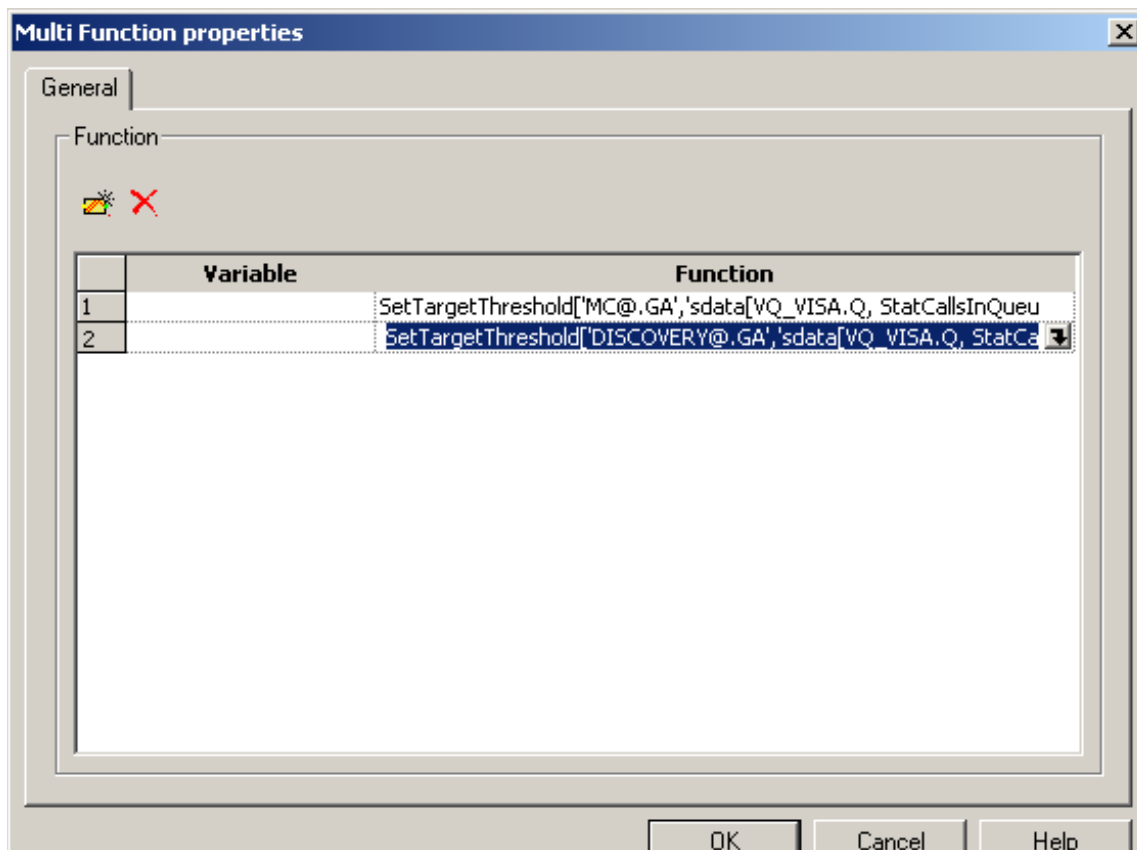 Multi Function properties
General
Function
Variable Function
1 SetTargetThreshold['MC@.GA','sdata[VQ_VISA.Q, StatCallsInQueu
2 SetTargetThreshold['DISCOVERY@.GA','sdata[VQ_VISA.Q, StatCa
OK Cancel Help